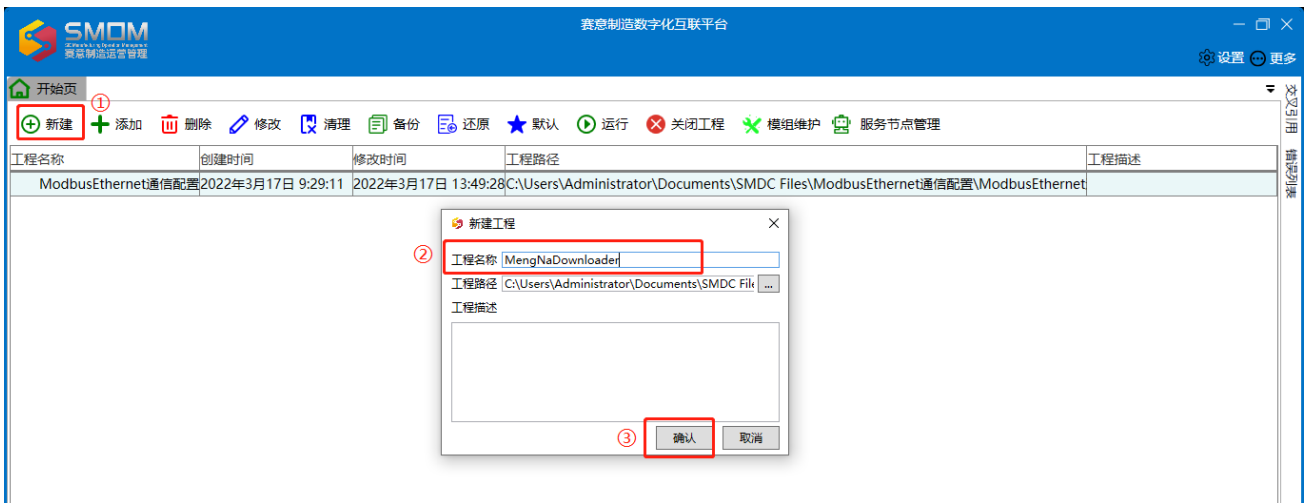 赛意制造数字化互联平台
SMOM
赛意制造运营管理
设置 更多
开始页
①
新建 添加 删除 修改 清理 备份 还原 默认 运行 关闭工程 模组维护 服务节点管理
交叉引用
错误列表
工程名称 创建时间 修改时间 工程路径 工程描述
ModbusEthernet通信配置 2022年3月17日 9:29:11 2022年3月17日 13:49:28 C:\Users\Administrator\Documents\SMDC Files\ModbusEthernet通信配置\ModbusEthernet
新建工程
②
工程名称 MengNaDownloader
工程路径 C:\Users\Administrator\Documents\SMDC File ...
工程描述
③
确认 取消